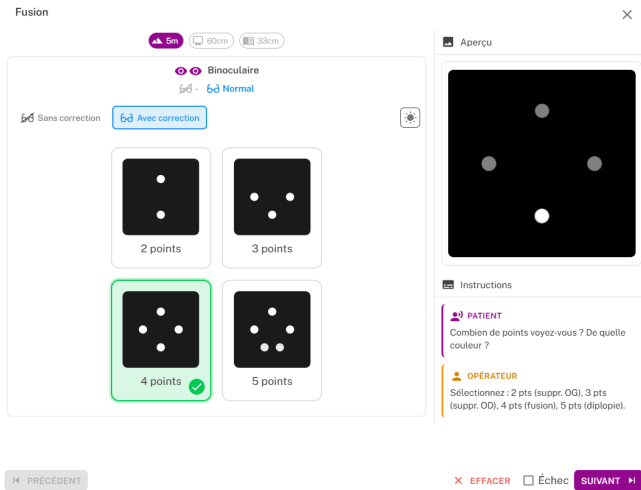 Fusion
5m
60cm
33cm
Binoculaire
- Normal
Sans correction
Avec correction
2 points
3 points
4 points
5 points
Aperçu
Instructions
PATIENT
Combien de points voyez-vous ? De quelle
couleur ?
OPÉRATEUR
Sélectionnez : 2 pts (suppr. OG), 3 pts
(suppr. OD), 4 pts (fusion), 5 pts (diplopie).
PRÉCÉDENT
EFFACER
Échec
SUIVANT